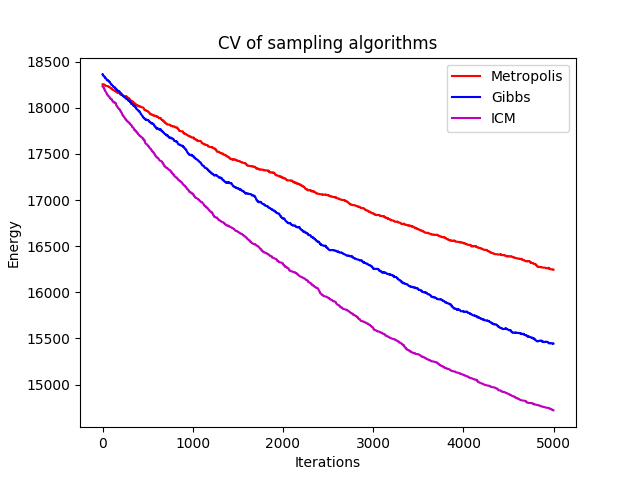 CV of sampling algorithms
Metropolis
Gibbs
ICM
Energy
18500
18000
17500
17000
16500
16000
15500
15000
0 1000 2000 3000 4000 5000
Iterations